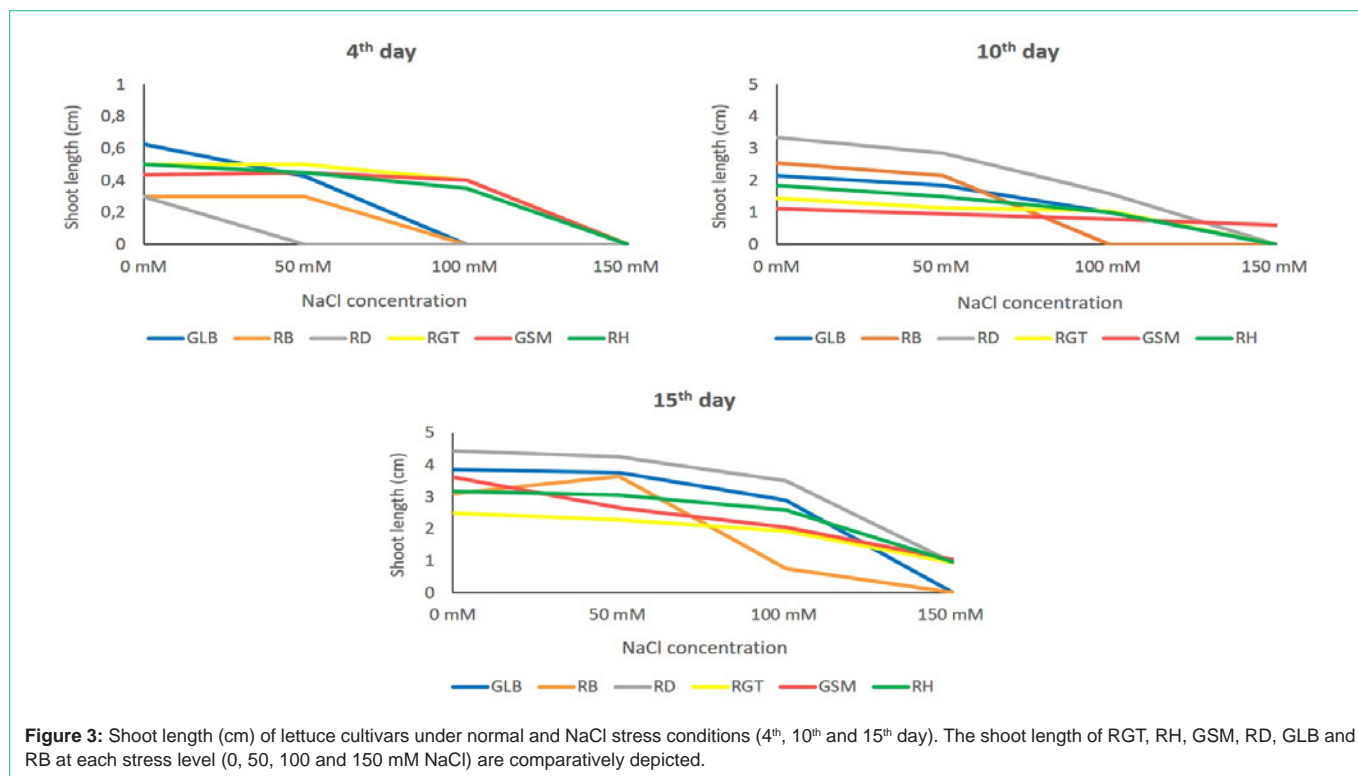 4th day
Shoot length (cm)
1
0,8
0,6
0,4
0,2
0
0 mM 50 mM 100 mM 150 mM
NaCl concentration
GLB RB RD RGT GSM RH
10th day
Shoot length (cm)
5
4
3
2
1
0
0 mM 50 mM 100 mM 150 mM
NaCl concentration
GLB RB RD RGT GSM RH
15th day
Shoot length (cm)
5
4
3
2
1
0
0 mM 50 mM 100 mM 150 mM
NaCl concentration
GLB RB RD RGT GSM RH
Figure 3: Shoot length (cm) of lettuce cultivars under normal and NaCl stress conditions (4th, 10th and 15th day). The shoot length of RGT, RH, GSM, RD, GLB and
RB at each stress level (0, 50, 100 and 150 mM NaCl) are comparatively depicted.